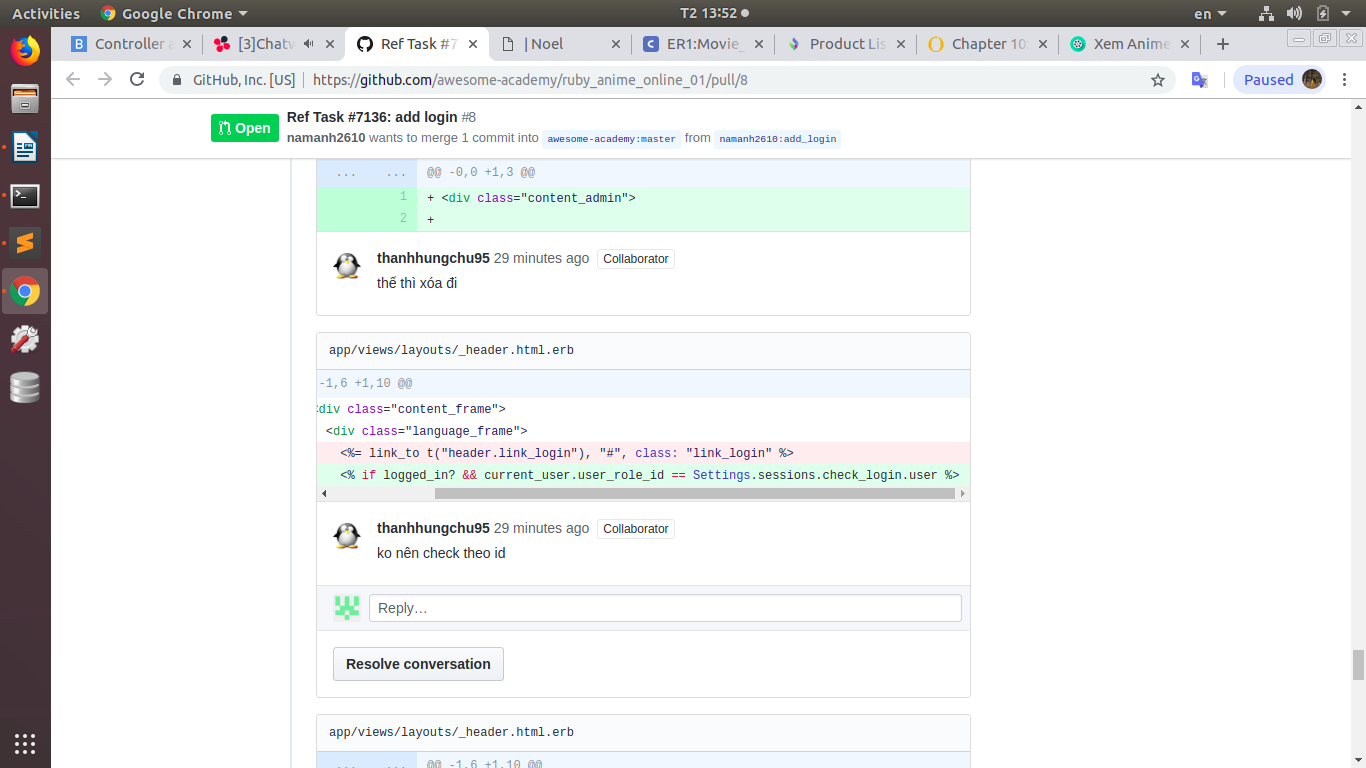 Activities Google Chrome T2 13:52 en
Controller a [3]Chatw Ref Task #7 | Noel ER1:Movie_ Product Lis Chapter 10: Xem Anime
GitHub, Inc. [US] https://github.com/awesome-academy/ruby_anime_online_01/pull/8 Paused
Open Ref Task #7136: add login #8
namanh2610 wants to merge 1 commit into awesome-academy:master from namanh2610:add_login
... ... @@ -0,0 +1,3 @@
1 + <div class="content_admin">
2 +
thanhhungchu95 29 minutes ago Collaborator
thế thì xóa đi
app/views/layouts/_header.html.erb
-1,6 +1,10 @@
<div class="content_frame">
<div class="language_frame">
<%= link_to t("header.link_login"), "#", class: "link_login" %>
<% if logged_in? && current_user.user_role_id == Settings.sessions.check_login.user %>
thanhhungchu95 29 minutes ago Collaborator
ko nên check theo id
Reply…
Resolve conversation
app/views/layouts/_header.html.erb
... ... @@ -1,6 +1,10 @@